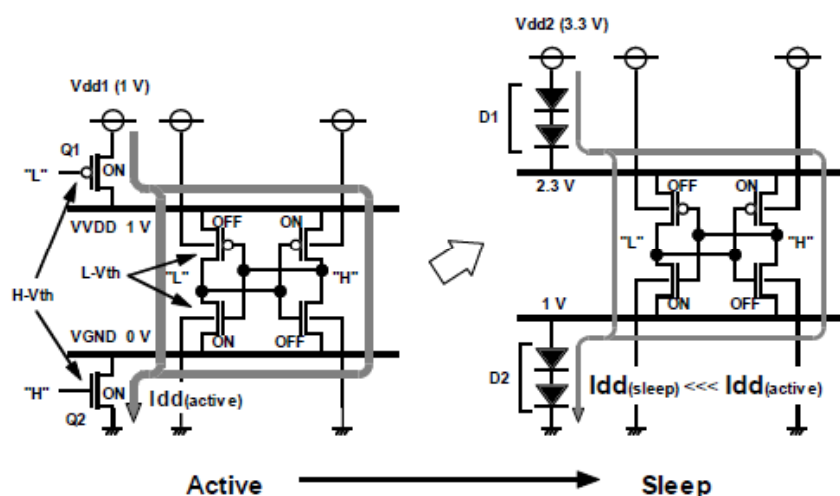 Vdd1 (1 V)
Q1
"L"
ON
VVDD 1 V
OFF
ON
L-Vth
"L"
"H"
H-Vth
VGND 0 V
ON
OFF
"H"
ON
Q2
Idd(active)
Active
Vdd2 (3.3 V)
D1
2.3 V
OFF
ON
"L"
"H"
1 V
ON
OFF
D2
Idd(sleep) <<< Idd(active)
Sleep